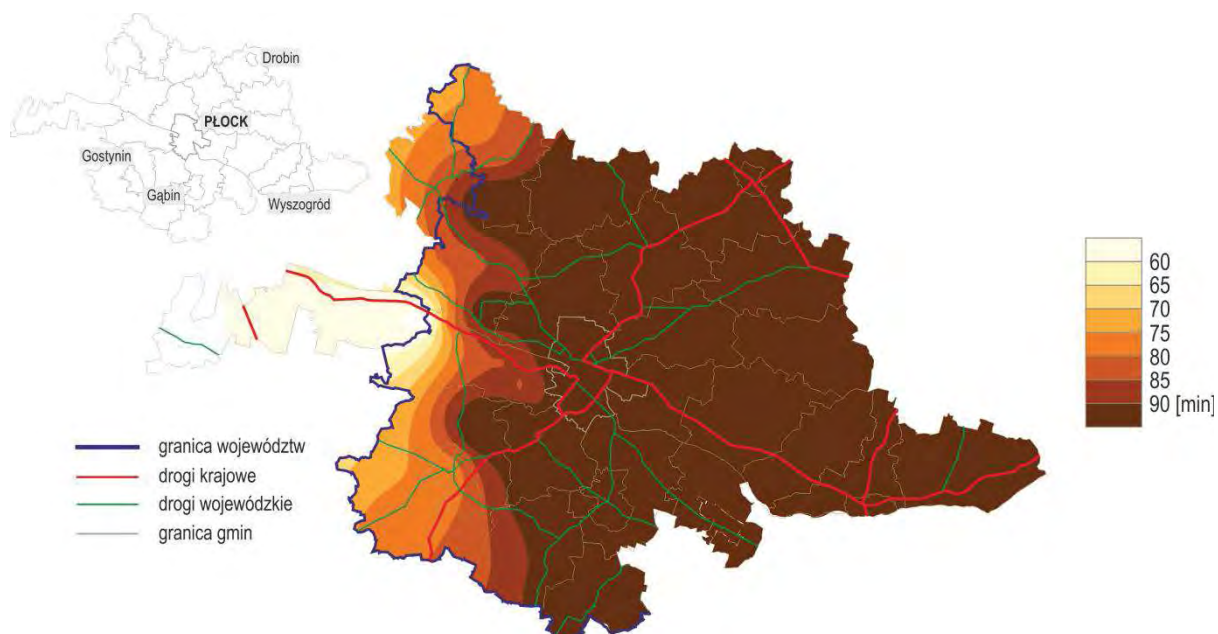 Drobin
PŁOCK
Gostynin
Gąbin
Wyszogród
60
65
70
75
80
85
90 [min]
granica województw
drogi krajowe
drogi wojewódzkie
granica gmin